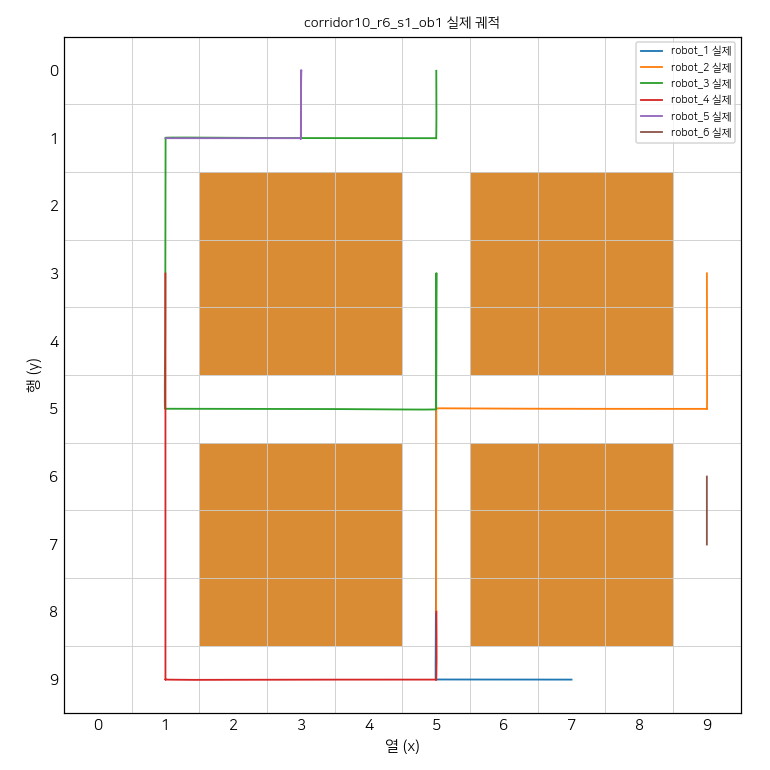 corridor10_r6_s1_ob1 실제 궤적
robot_1 실제
robot_2 실제
robot_3 실제
robot_4 실제
robot_5 실제
robot_6 실제
행 (y)
0
1
2
3
4
5
6
7
8
9
0 1 2 3 4 5 6 7 8 9
열 (x)